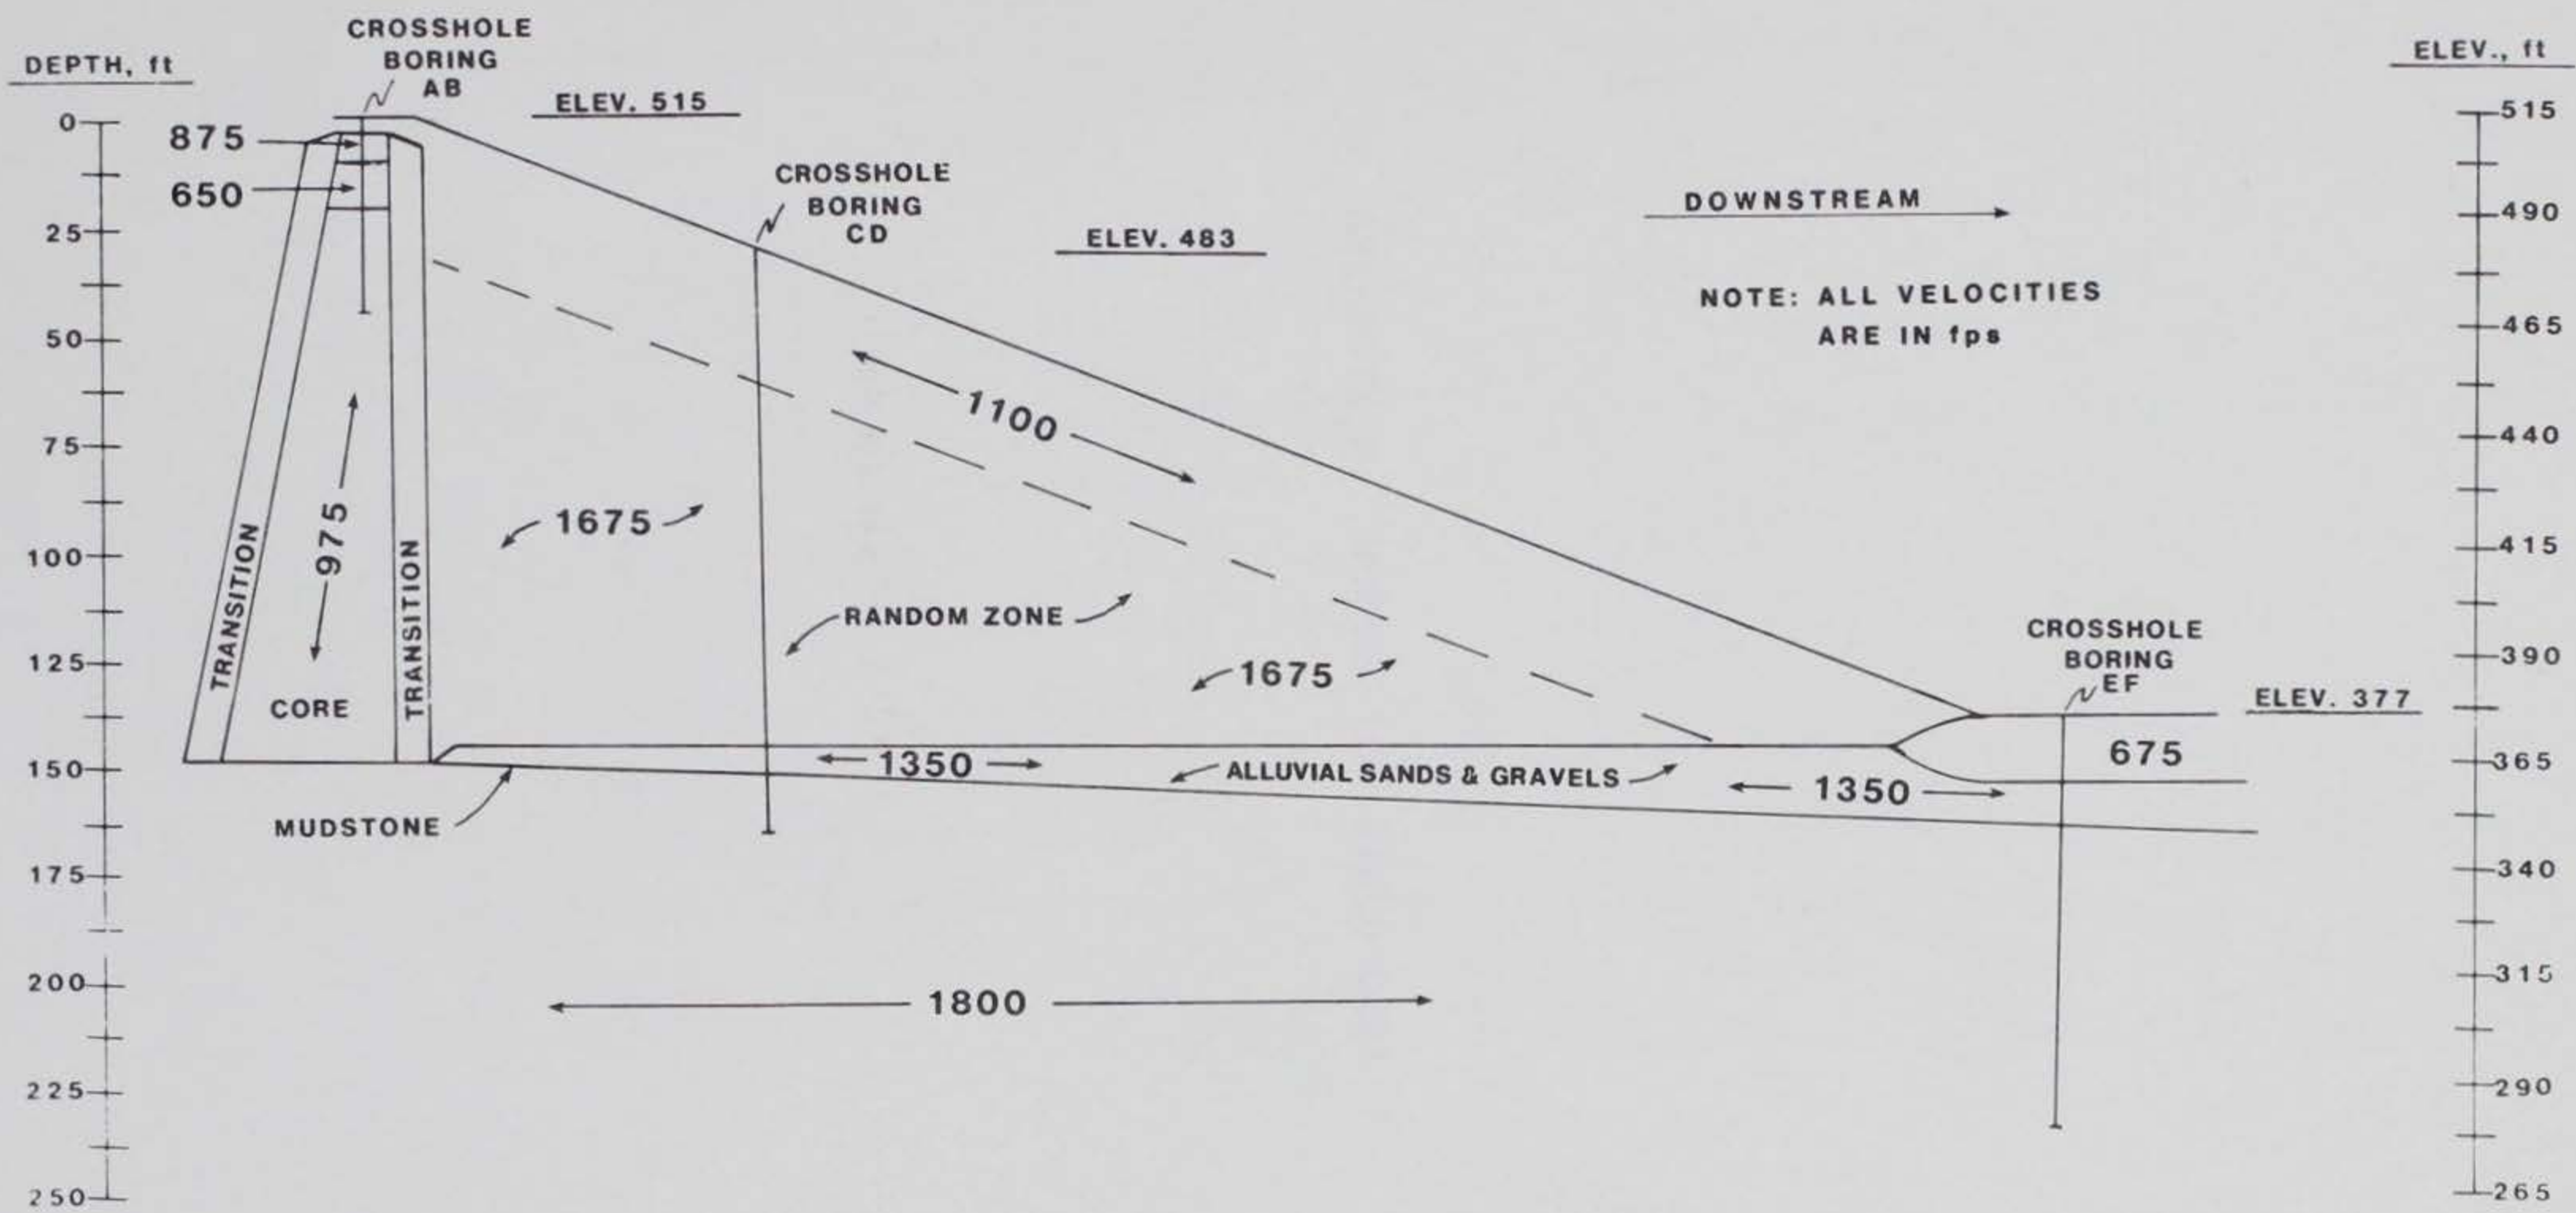 CROSSHOLE
BORING
AB
DEPTH, ft
ELEV., ft
ELEV. 515
0
515
875
650
CROSSHOLE
BORING
CD
DOWNSTREAM
490
25
ELEV. 483
NOTE: ALL VELOCITIES
ARE IN fps
465
50
1100
75
440
975
1675
100
415
TRANSITION
TRANSITION
RANDOM ZONE
CROSSHOLE
BORING
EF
125
390
1675
ELEV. 377
CORE
675
150
1350
ALLUVIAL SANDS & GRAVELS
1350
365
MUDSTONE
175
340
200
315
1800
225
290
250
265